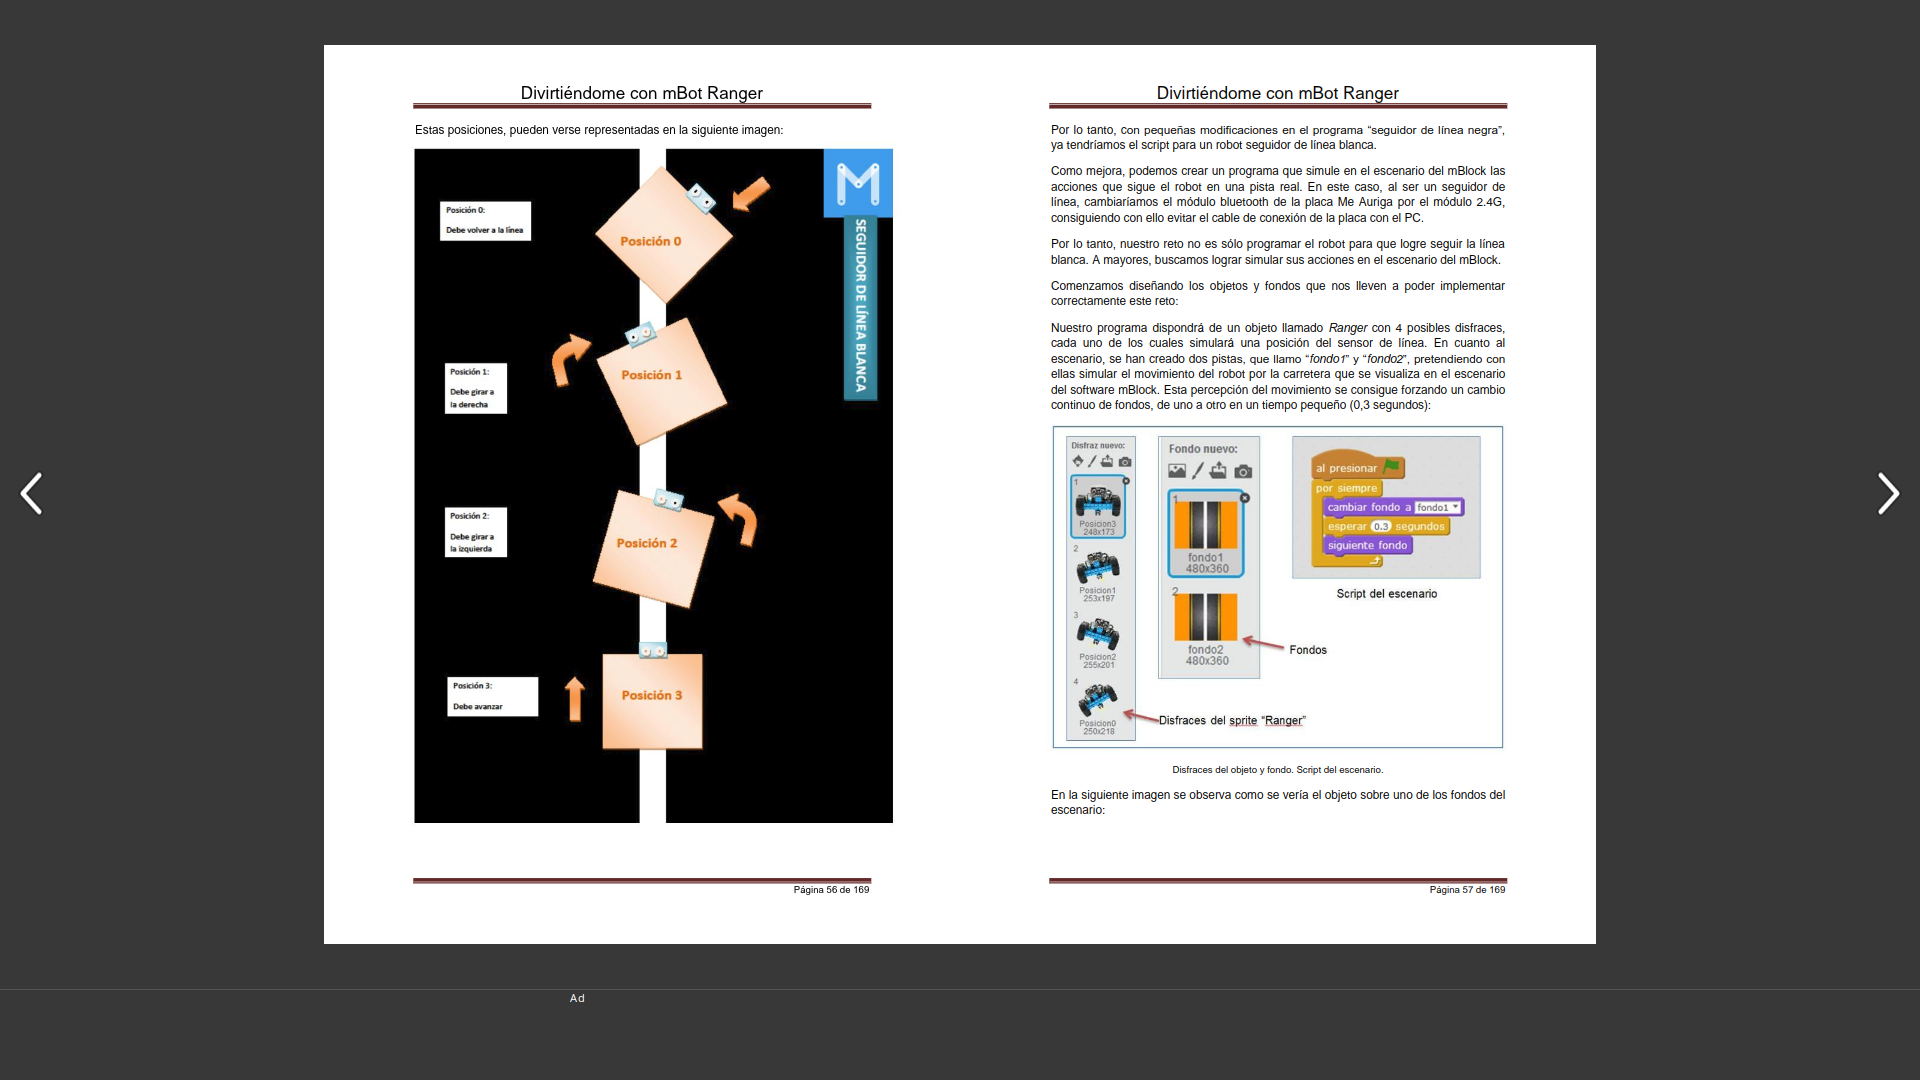 Divirtiéndome con mBot Ranger
Estas posiciones, pueden verse representadas en la siguiente imagen:
SEGUIDOR DE LÍNEA BLANCA
Posición 0:
Debe volver a la línea
Posición 0
Posición 1:
Debe girar a
la derecha
Posición 1
Posición 2:
Debe girar a
la izquierda
Posición 2
Posición 3:
Debe avanzar
Posición 3
Página 56 de 169
Divirtiéndome con mBot Ranger
Por lo tanto, con pequeñas modificaciones en el programa “seguidor de línea negra”,
ya tendríamos el script para un robot seguidor de línea blanca.
Como mejora, podemos crear un programa que simule en el escenario del mBlock las
acciones que sigue el robot en una pista real. En este caso, al ser un seguidor de
línea, cambiaríamos el módulo bluetooth de la placa Me Auriga por el módulo 2.4G,
consiguiendo con ello evitar el cable de conexión de la placa con el PC.
Por lo tanto, nuestro reto no es sólo programar el robot para que logre seguir la línea
blanca. A mayores, buscamos lograr simular sus acciones en el escenario del mBlock.
Comenzamos diseñando los objetos y fondos que nos lleven a poder implementar
correctamente este reto:
Nuestro programa dispondrá de un objeto llamado Ranger con 4 posibles disfraces,
cada uno de los cuales simulará una posición del sensor de línea. En cuanto al
escenario, se han creado dos pistas, que llamo “fondo1” y “fondo2”, pretendiendo con
ellas simular el movimiento del robot por la carretera que se visualiza en el escenario
del software mBlock. Esta percepción del movimiento se consigue forzando un cambio
continuo de fondos, de uno a otro en un tiempo pequeño (0,3 segundos):
Disfraz nuevo:
1
Posicion3
248x173
2
Posicion1
253x197
3
Posicion2
255x201
4
Posicion0
250x218
Fondo nuevo:
1
fondo1
480x360
2
fondo2
480x360
al presionar
por siempre
cambiar fondo a fondo1
esperar 0.3 segundos
siguiente fondo
Script del escenario
Fondos
Disfraces del sprite “Ranger”
Disfraces del objeto y fondo. Script del escenario.
En la siguiente imagen se observa como se vería el objeto sobre uno de los fondos del
escenario:
Página 57 de 169
Ad